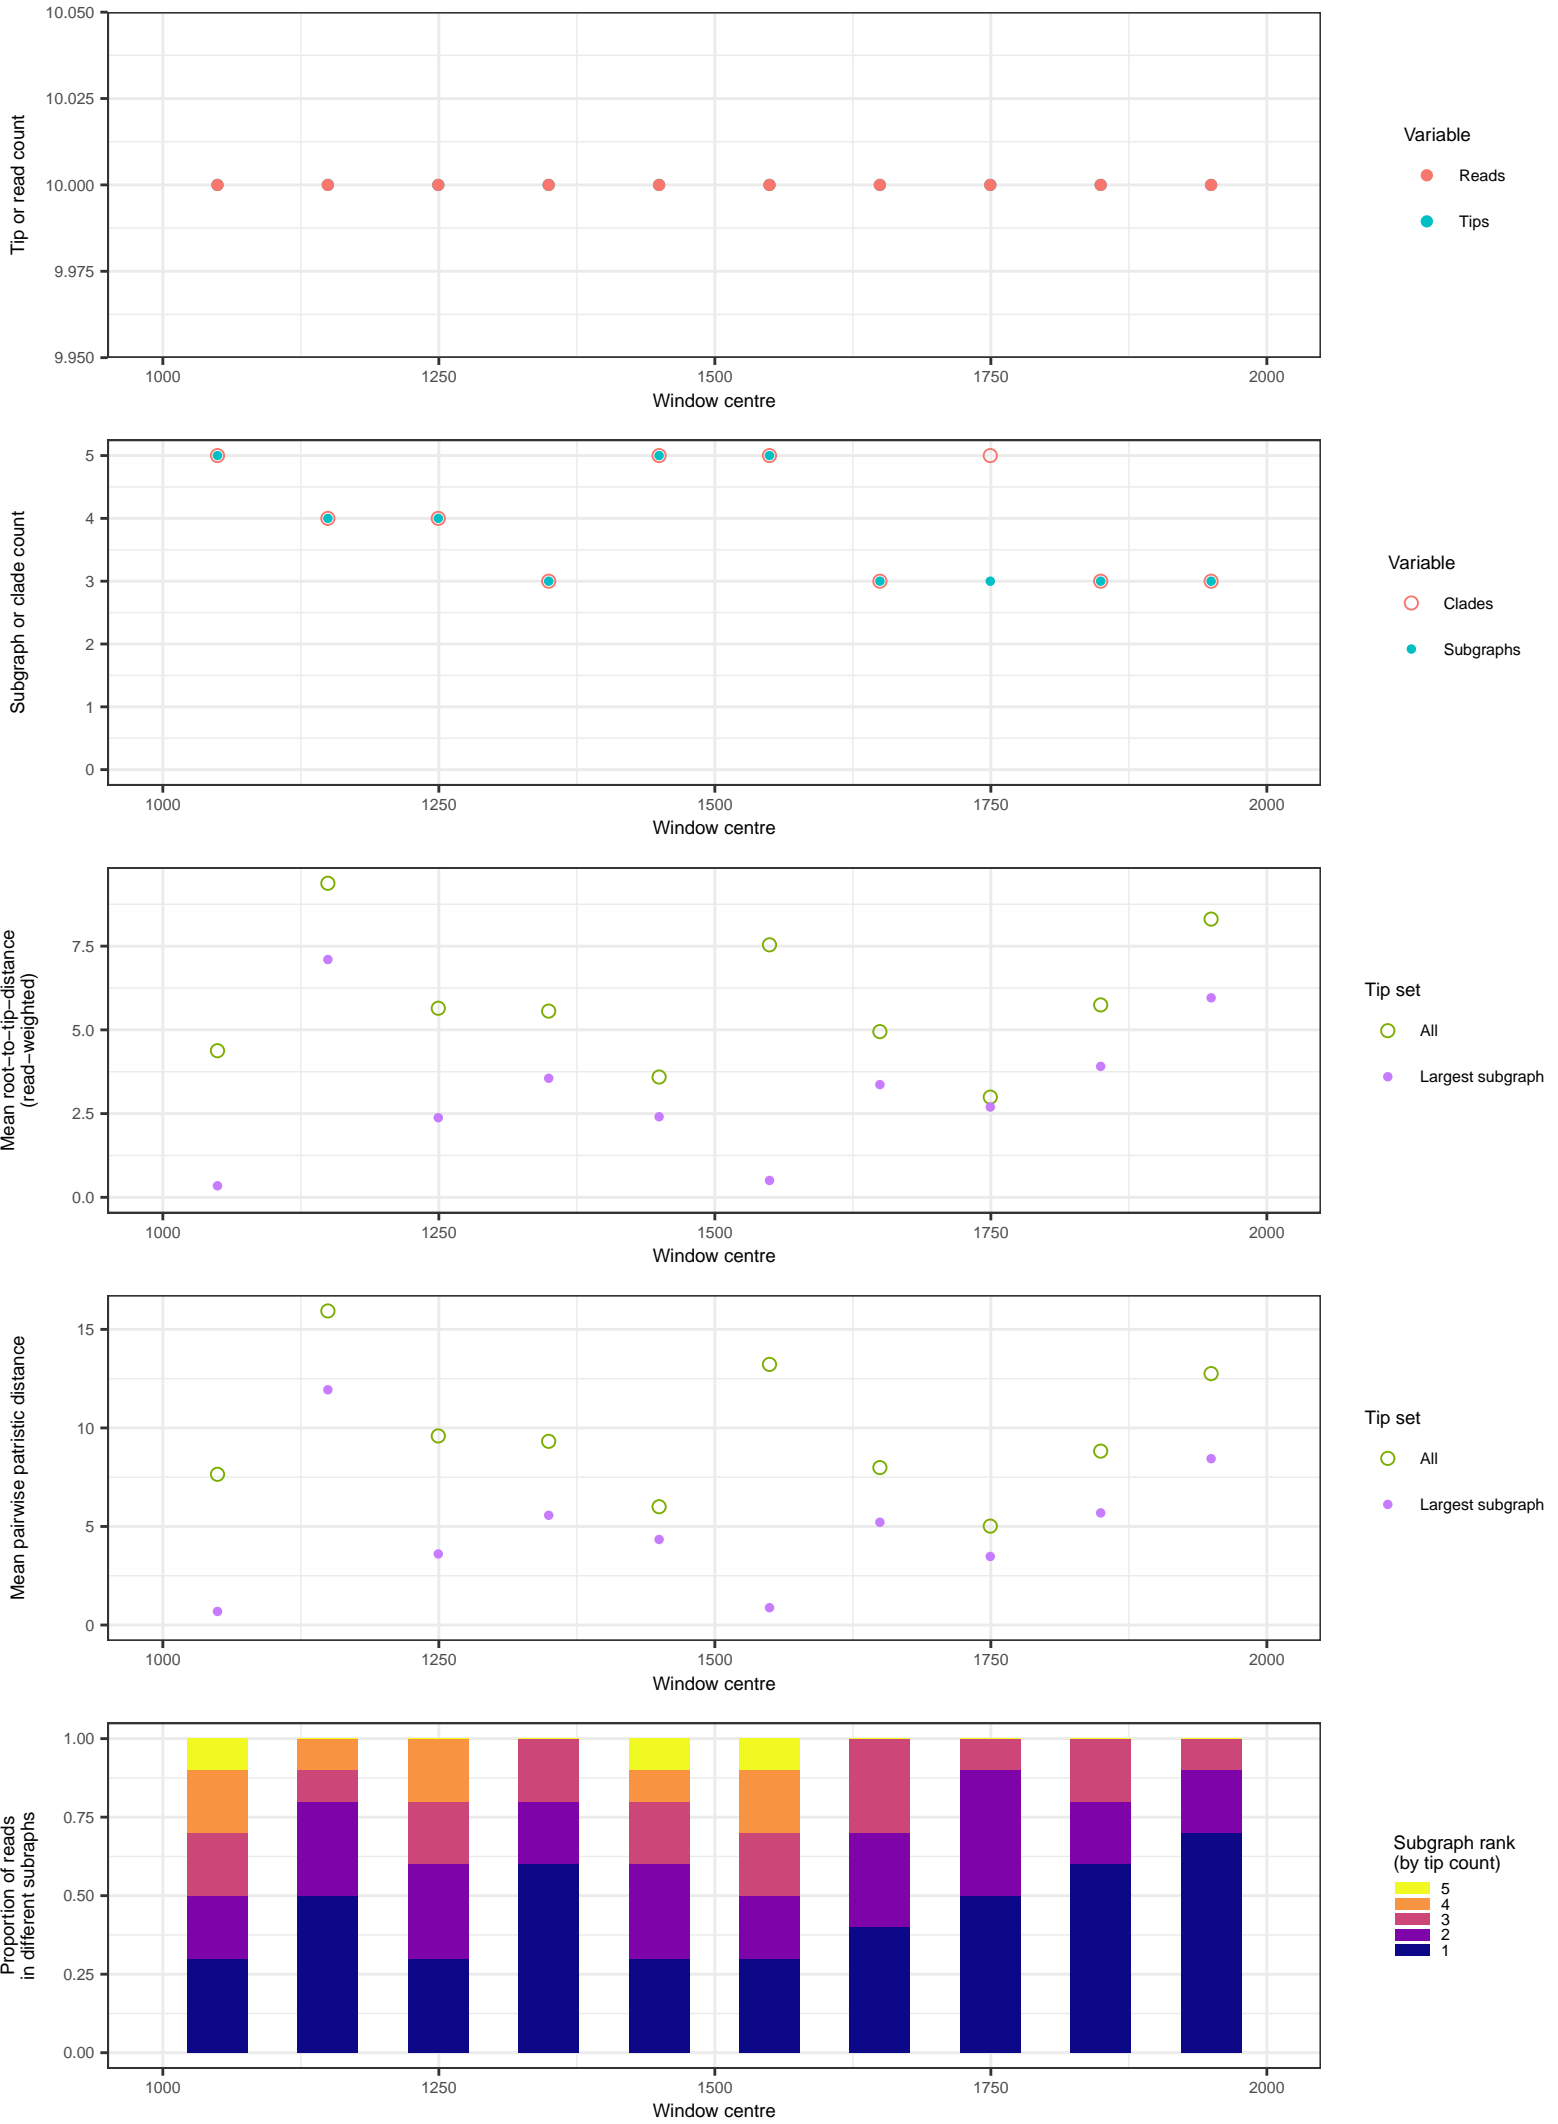 10.050
10.025
10.000
9.975
9.950
Tip or read count
1000 1250 1500 1750 2000
Window centre
Variable
Reads
Tips
5
4
3
2
1
0
Subgraph or clade count
1000 1250 1500 1750 2000
Window centre
Variable
Clades
Subgraphs
7.5
5.0
2.5
0.0
Mean root−to−tip−distance
(read−weighted)
1000 1250 1500 1750 2000
Window centre
Tip set
All
Largest subgraph
15
10
5
0
Mean pairwise patristic distance
1000 1250 1500 1750 2000
Window centre
Tip set
All
Largest subgraph
1.00
0.75
0.50
0.25
0.00
Proportion of reads
in different subraphs
1000 1250 1500 1750 2000
Window centre
Subgraph rank
(by tip count)
5
4
3
2
1